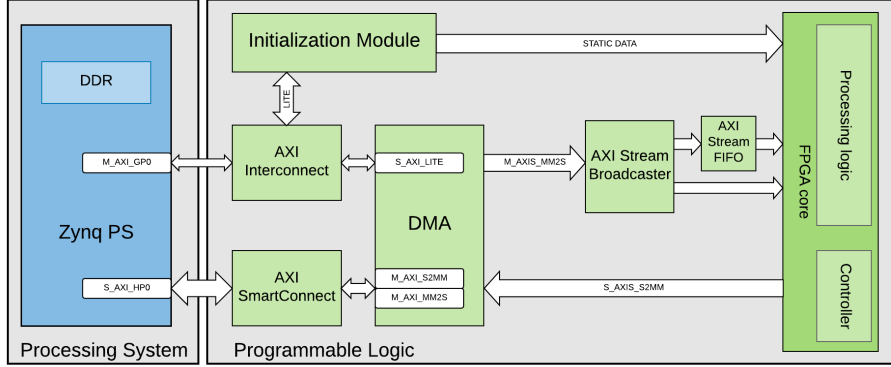 Initialization Module
STATIC DATA
DDR
LITE
Processing logic
AXI
Stream
FIFO
M_AXI_GP0
AXI
Interconnect
S_AXI_LITE
M_AXIS_MM2S
AXI Stream
Broadcaster
FPGA core
Zynq PS
DMA
S_AXI_HP0
AXI
SmartConnect
M_AXI_S2MM
M_AXI_MM2S
S_AXIS_S2MM
Controller
Processing System
Programmable Logic